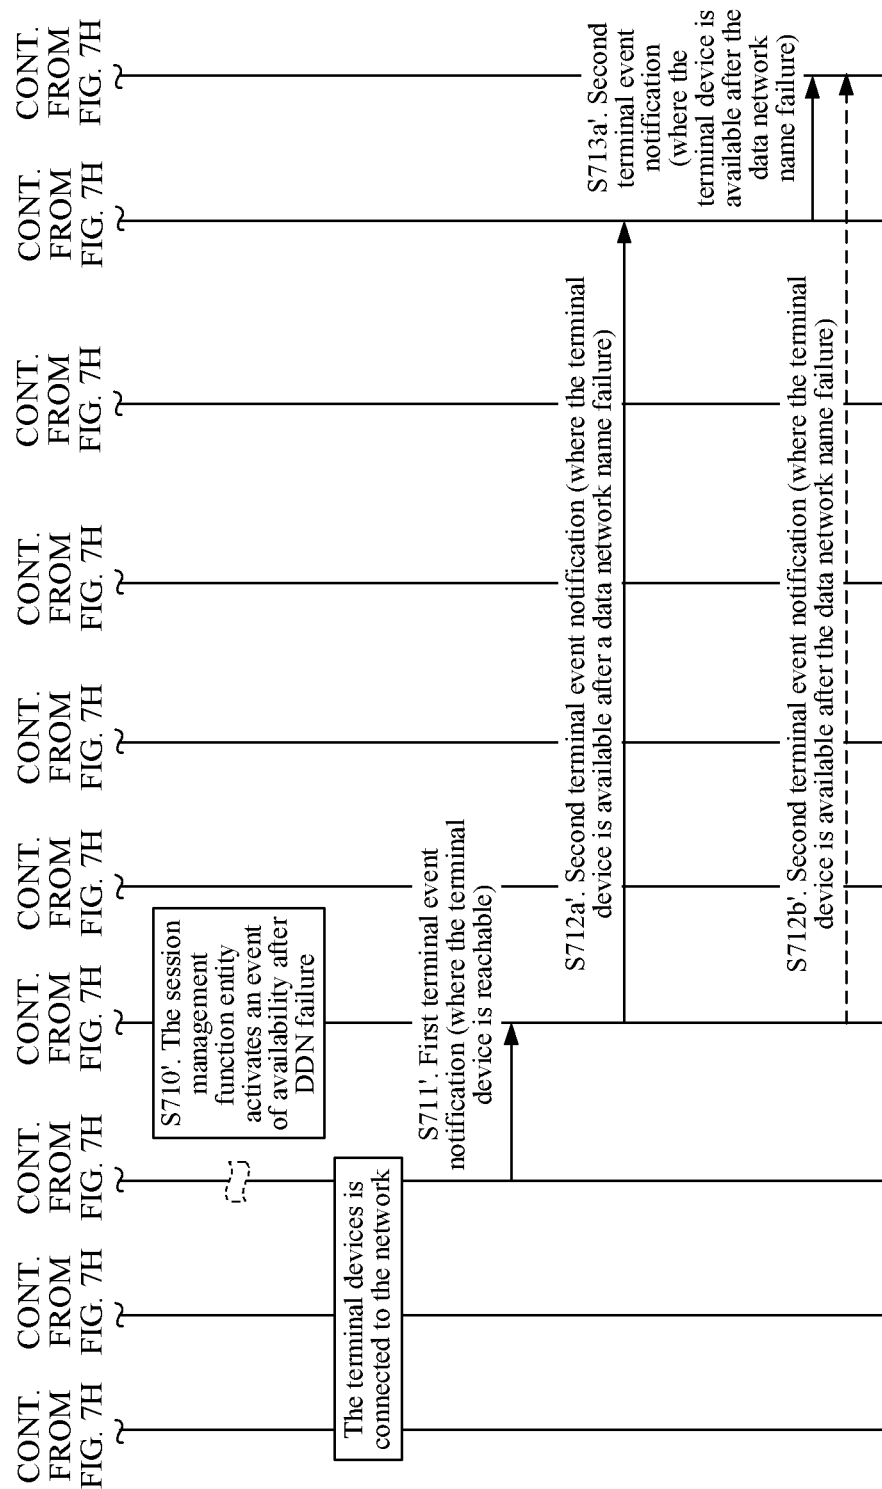 CONT.
FROM
FIG. 7H
CONT.
FROM
FIG. 7H
CONT.
FROM
FIG. 7H
CONT.
FROM
FIG. 7H
CONT.
FROM
FIG. 7H
CONT.
FROM
FIG. 7H
CONT.
FROM
FIG. 7H
CONT.
FROM
FIG. 7H
CONT.
FROM
FIG. 7H
CONT.
FROM
FIG. 7H
S710'. The session
management
function entity
activates an event
of availability after
DDN failure
The terminal devices is
connected to the network
S711'. First terminal event
notification (where the terminal
device is reachable)
S712a'. Second terminal event notification (where the terminal
device is available after a data network name failure)
S713a'. Second
terminal event
notification
(where the
terminal device is
available after the
data network
name failure)
S712b'. Second terminal event notification (where the terminal
device is available after the data network name failure)